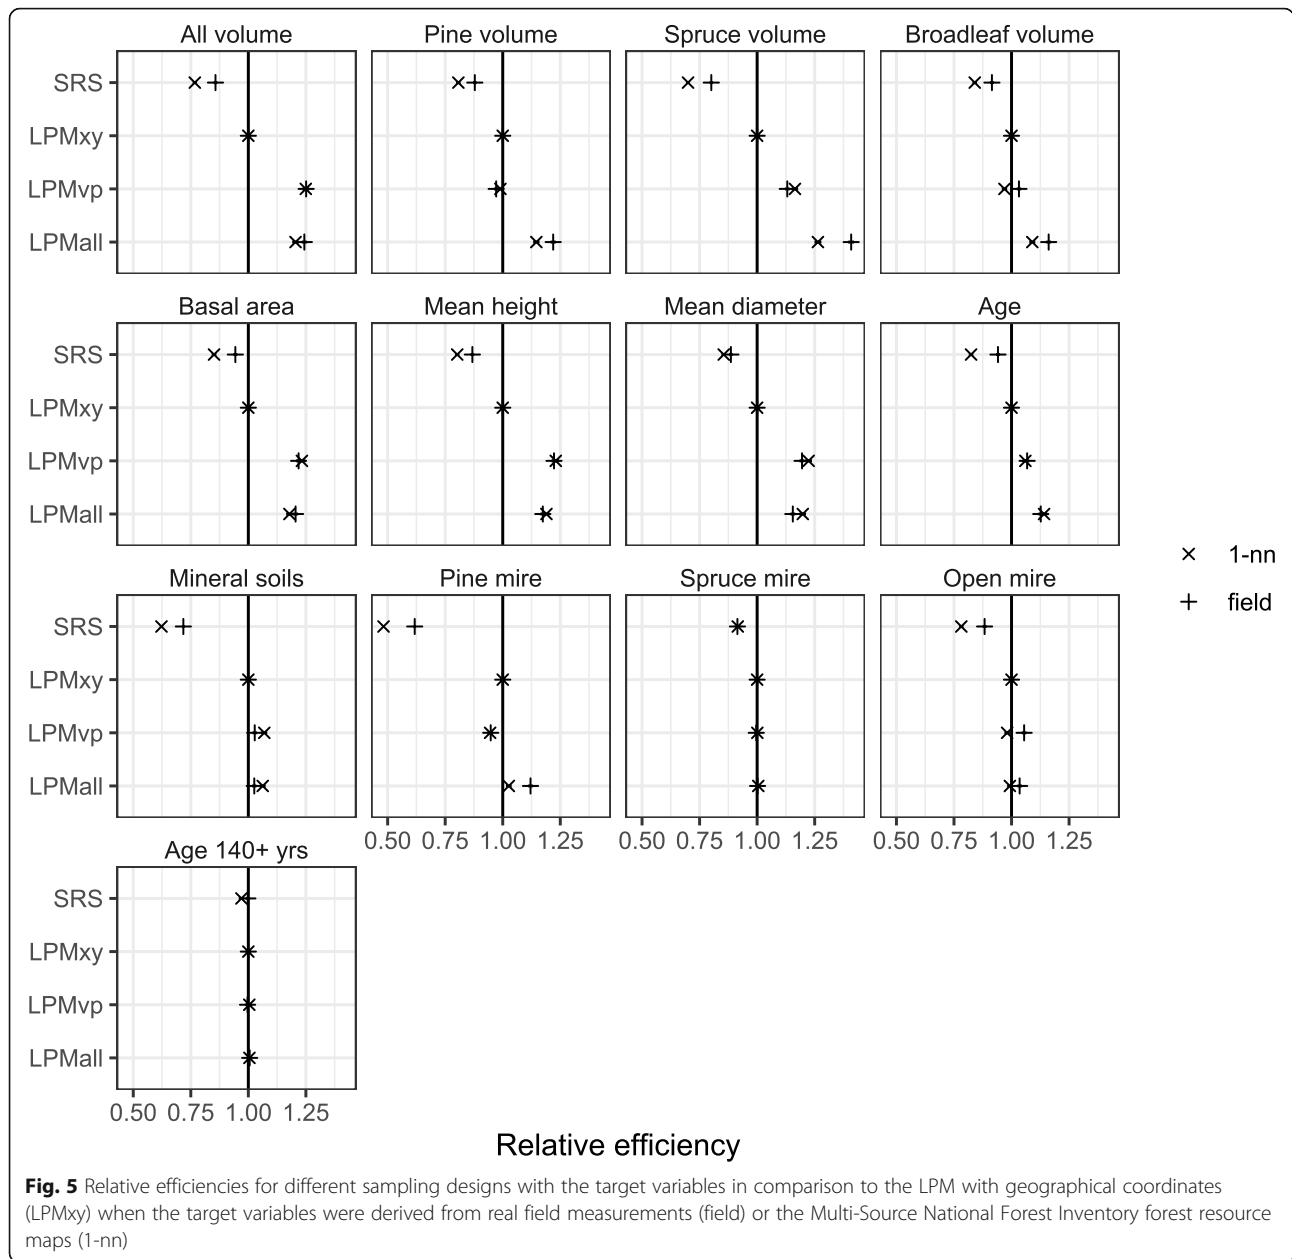 All volume Pine volume Spruce volume Broadleaf volume
SRS
LPMxy
LPMvp
LPMall
Basal area Mean height Mean diameter Age
SRS
LPMxy
LPMvp
LPMall
1-nn
field
Mineral soils Pine mire Spruce mire Open mire
SRS
LPMxy
LPMvp
LPMall
0.50 0.75 1.00 1.25 0.50 0.75 1.00 1.25 0.50 0.75 1.00 1.25
Age 140+ yrs
SRS
LPMxy
LPMvp
LPMall
0.50 0.75 1.00 1.25
Relative efficiency
Fig. 5 Relative efficiencies for different sampling designs with the target variables in comparison to the LPM with geographical coordinates
(LPMxy) when the target variables were derived from real field measurements (field) or the Multi-Source National Forest Inventory forest resource
maps (1-nn)